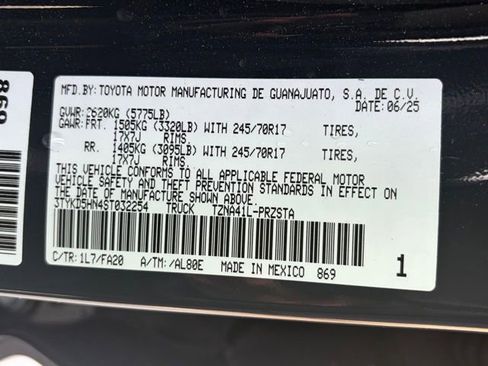 MFD.BY:TOYOTA MOTOR MANUFACTURING DE GUANAJUATO, S.A. DE C.V.
DATE:06/25
GVWR:2620KG (5775LB)
GAWR:FRT. 1505KG (3320LB) WITH 245/70R17 TIRES,
17X7J RIMS,
RR. 1405KG (3095LB) WITH 245/70R17 TIRES,
17X7J RIMS,
THIS VEHICLE CONFORMS TO ALL APPLICABLE FEDERAL MOTOR
VEHICLE SAFETY AND THEFT PREVENTION STANDARDS IN EFFECT ON
THE DATE OF MANUFACTURE SHOWN ABOVE.
3TYKD5HN4ST032254 TRUCK TZNA41L-PRZSTA
C/TR:1L7/FA20 A/TM:/AL80E MADE IN MEXICO 869 1
869